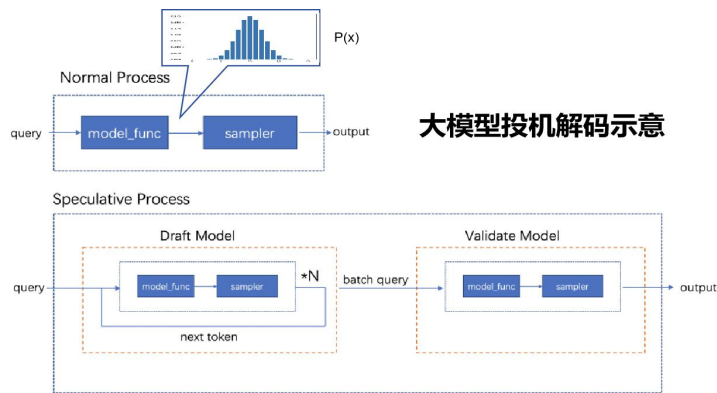 P(x)
Normal Process
query
model_func
sampler
output
大模型投机解码示意
Speculative Process
Draft Model
Validate Model
query
model_func
sampler
*N
batch query
model_func
sampler
output
next token